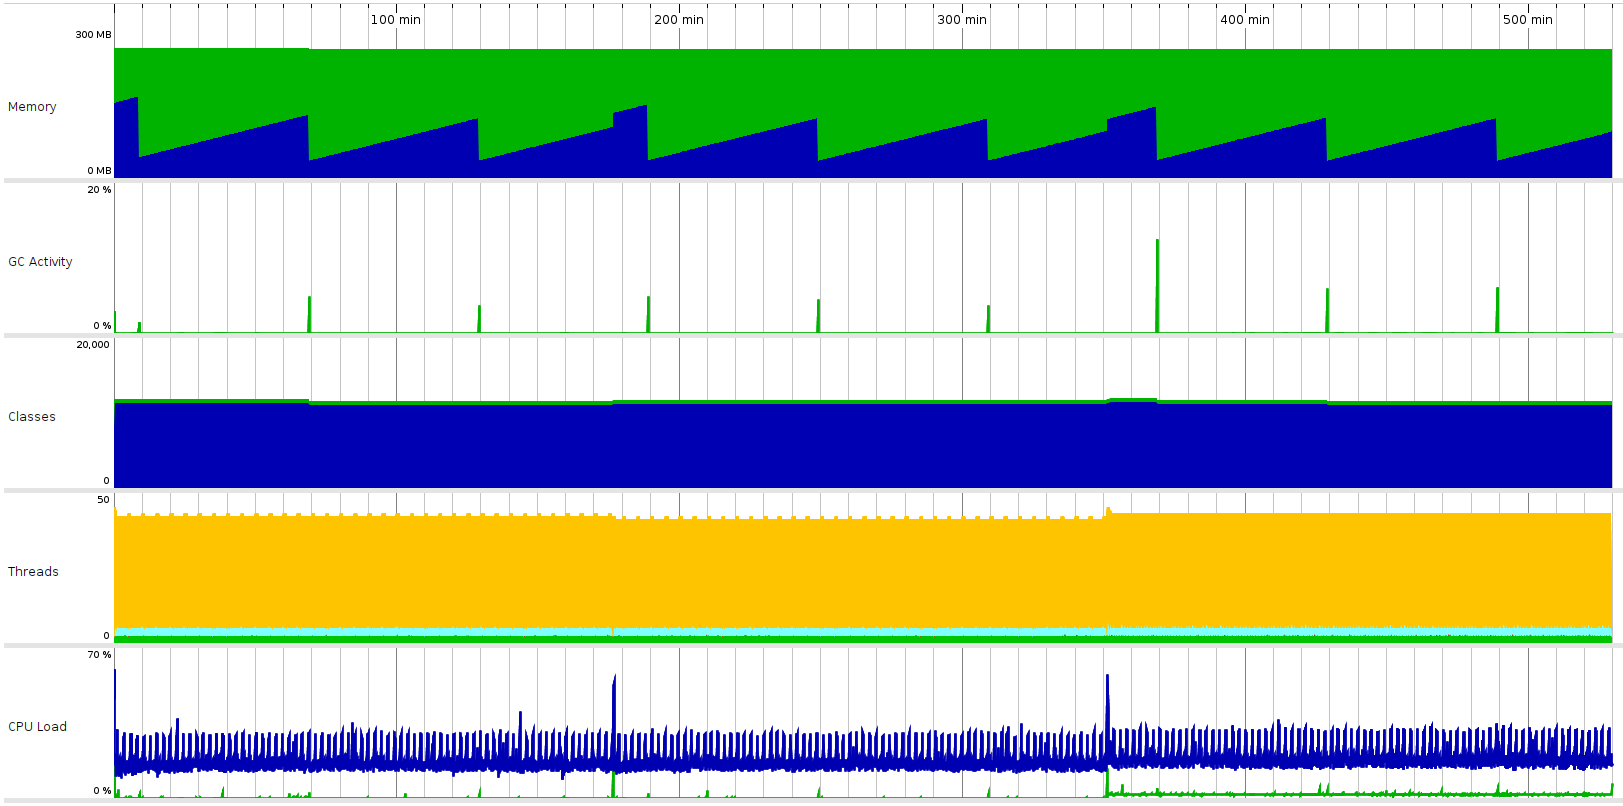 100 min 200 min 300 min 400 min 500 min
300 MB
Memory
0 MB
20 %
GC Activity
0 %
20,000
Classes
0
50
Threads
0
70 %
CPU Load
0 %